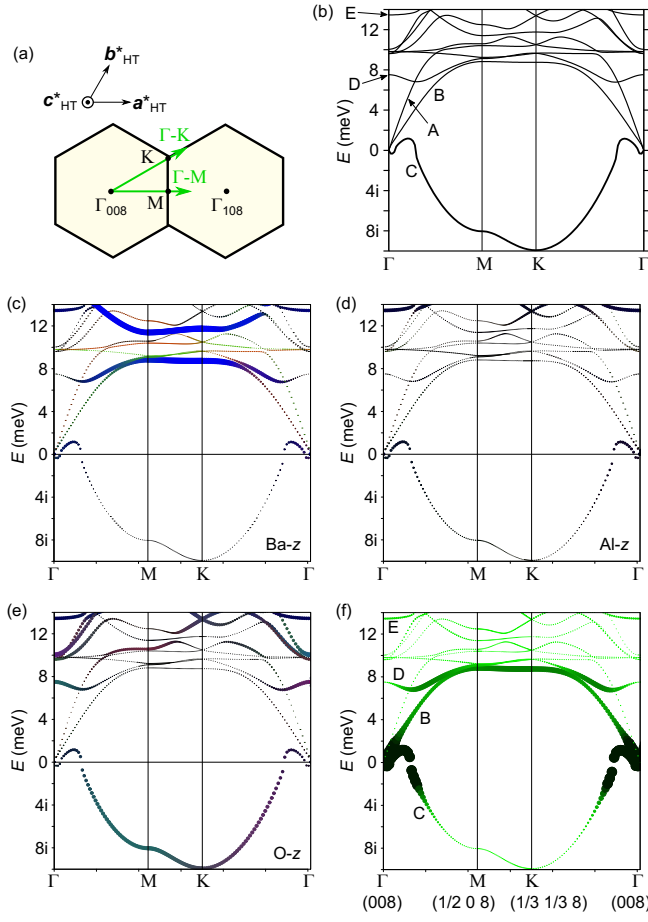 (a)
b*HT
c*HT
a*HT
Γ-K
K
Γ-M
Γ008
M
Γ108
(b)
E
12
D
8
B
E (meV)
4
A
0
C
4i
8i
Γ M K Γ
(c)
12
8
E (meV)
4
0
4i
8i
Ba-z
Γ M K Γ
(d)
12
8
E (meV)
4
0
4i
8i
Al-z
Γ M K Γ
(e)
12
8
E (meV)
4
0
4i
8i
O-z
Γ M K Γ
(f)
12
E
D
8
B
E (meV)
4
0
4i
C
8i
Γ M K Γ
(008) (1/2 0 8) (1/3 1/3 8) (008)